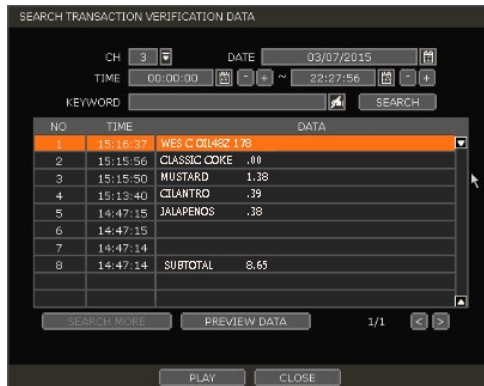 SEARCH TRANSACTION VERIFICATION DATA
CH 3 DATE 03/07/2015
TIME 00:00:00 - + ~ 22:27:56 - +
KEYWORD SEARCH
NO TIME DATA
1 15:16:37 WES C OIL48Z 178
2 15:15:56 CLASSIC COKE .00
3 15:15:50 MUSTARD 1.38
4 15:13:40 CILANTRO .39
5 14:47:15 JALAPENOS .38
6 14:47:15
7 14:47:14
8 14:47:14 SUBTOTAL 8.65
SEARCH MORE PREVIEW DATA 1/1 < >
PLAY CLOSE